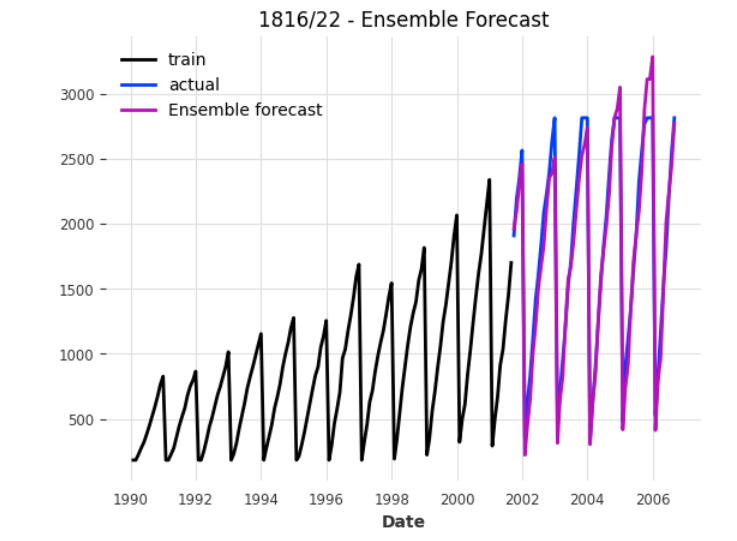 1816/22 - Ensemble Forecast
train
actual
Ensemble forecast
3000
2500
2000
1500
1000
500
1990 1992 1994 1996 1998 2000 2002 2004 2006
Date